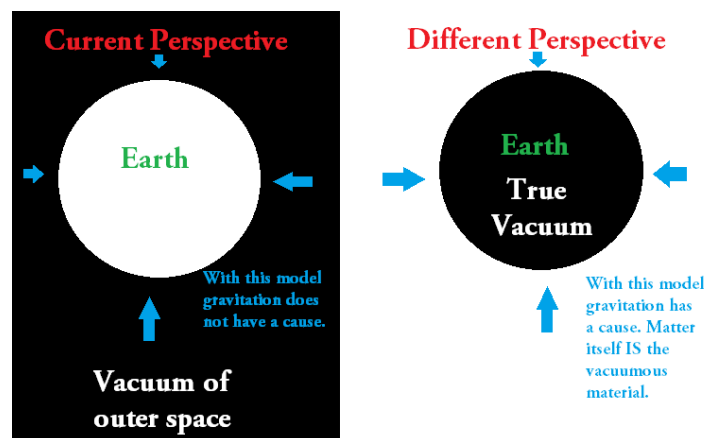 Current Perspective
Earth
With this model
gravitation does
not have a cause.
Vacuum of
outer space
Different Perspective
Earth
True
Vacuum
With this model
gravitation has
a cause. Matter
itself IS the
vacuumous
material.